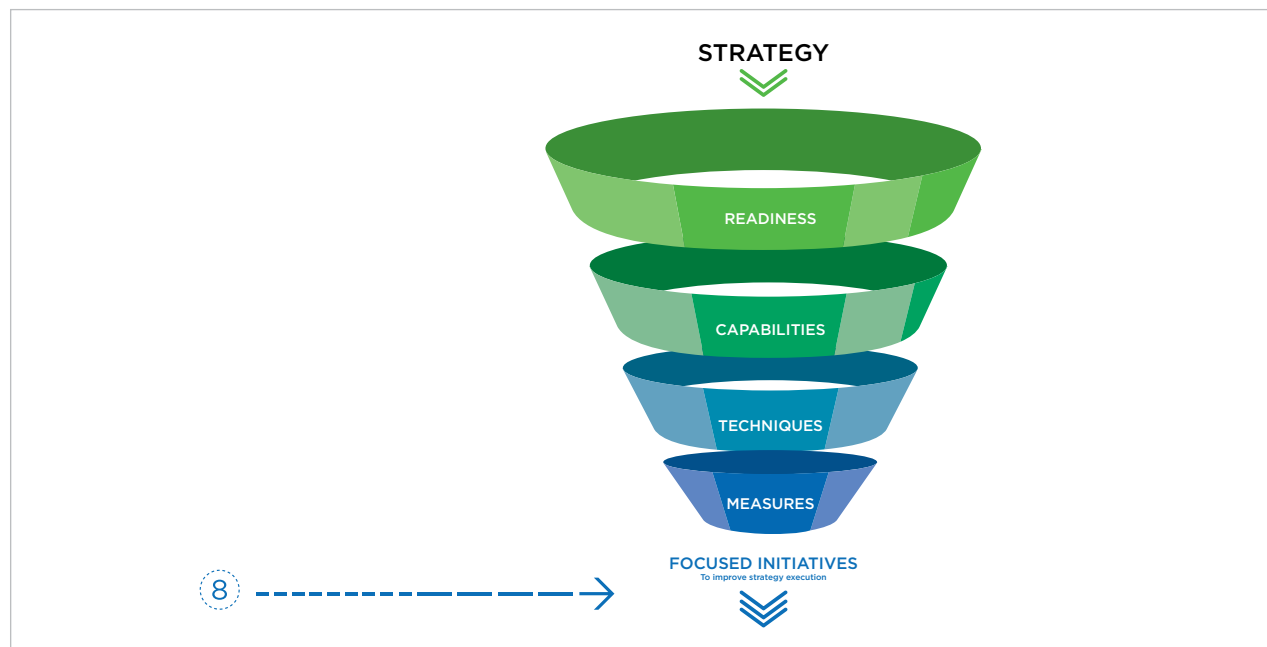 STRATEGY
READINESS
CAPABILITIES
TECHNIQUES
MEASURES
FOCUSED INITIATIVES
To improve strategy execution
8